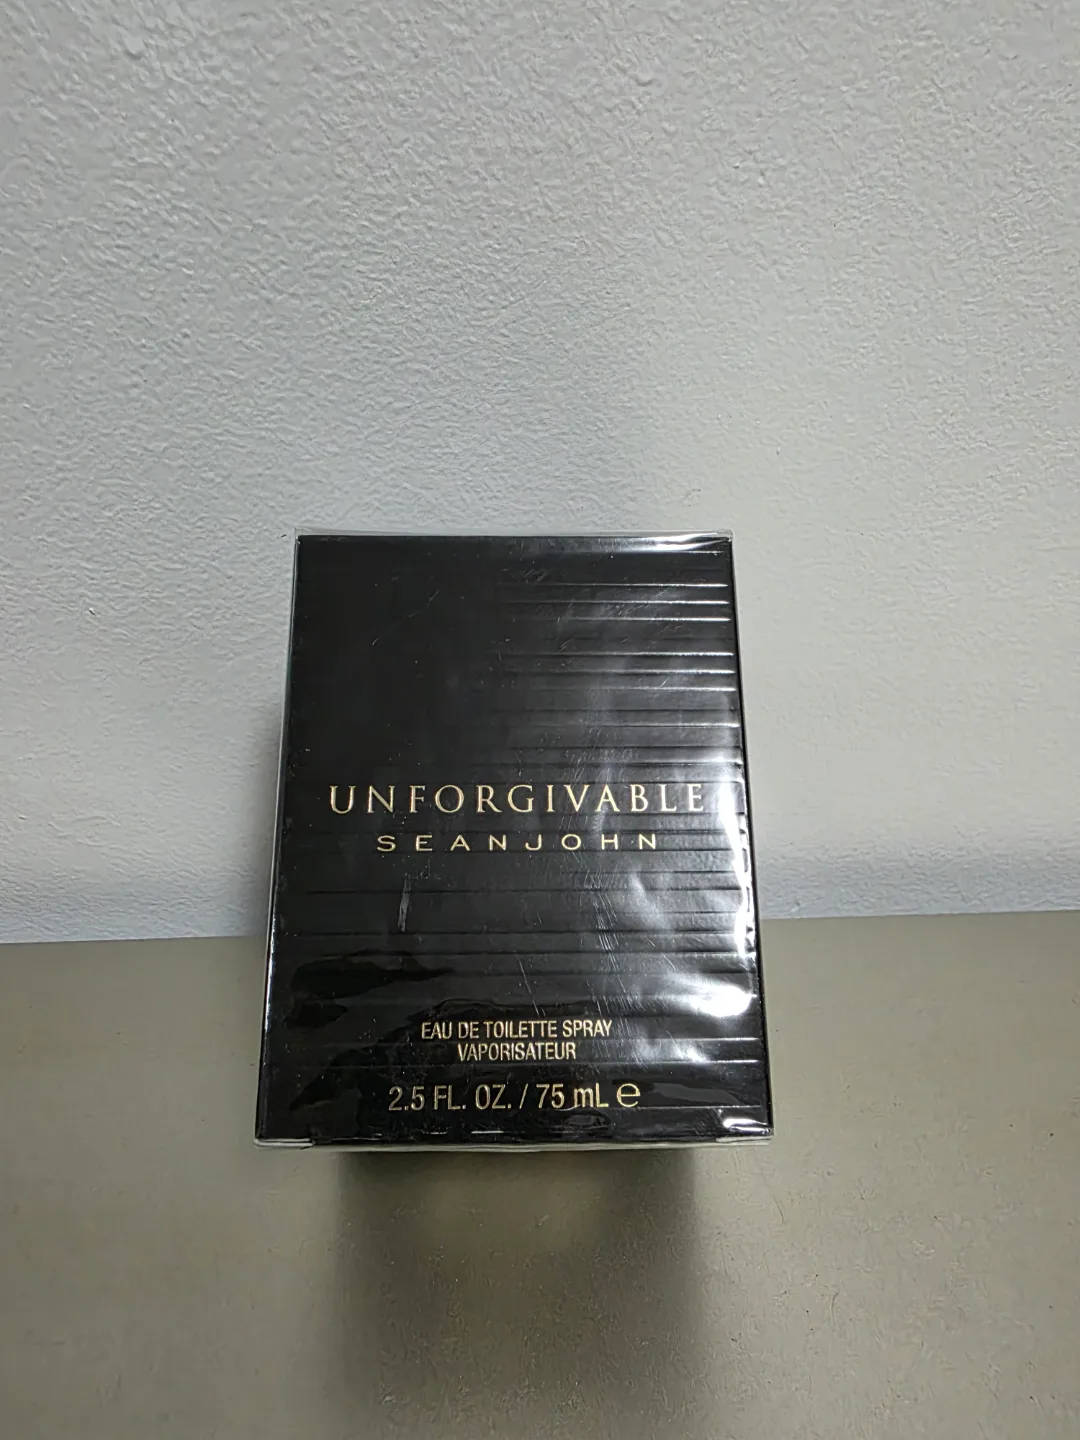 UNFORGIVABLE
SEANJOHN
EAU DE TOILETTE SPRAY
VAPORISATEUR
2.5 FL. OZ. / 75 mL ℮